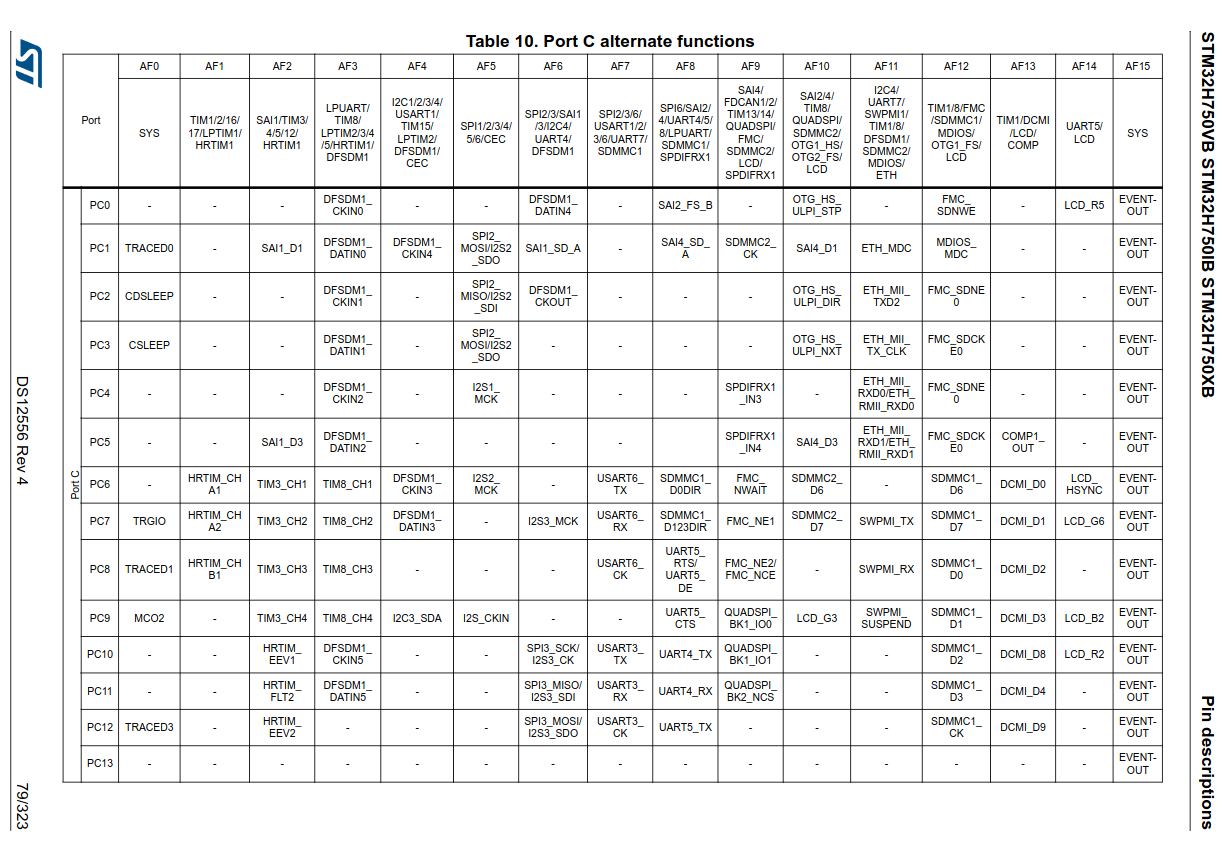 Table 10. Port C alternate functions
Port AF0 AF1 AF2 AF3 AF4 AF5 AF6 AF7 AF8 AF9 AF10 AF11 AF12 AF13 AF14 AF15
SYS
TIM1/2/16/
17/LPTIM1/
HRTIM1
SAI1/TIM3/
4/5/12/
HRTIM1
LPUART/
TIM8/
LPTIM2/3/4
/5/HRTIM1/
DFSDM1
I2C1/2/3/4/
USART1/
TIM15/
LPTIM2/
DFSDM1/
CEC
SPI1/2/3/4/
5/6/CEC
SPI2/3/SAI1
/3/I2C4/
UART4/
DFSDM1
SPI2/3/6/
USART1/2/
3/6/UART7/
SDMMC1
SPI6/SAI2/
4/UART4/5/
8/LPUART/
SDMMC1/
SPDIFRX1
SAI4/
FDCAN1/2/
TIM13/14/
QUADSPI/
FMC/
SDMMC2/
LCD/
SPDIFRX1
SAI2/4/
TIM8/
QUADSPI/
SDMMC2/
OTG1_HS/
OTG2_FS/
LCD
I2C4/
UART7/
SWPMI1/
TIM1/8/
DFSDM1/
SDMMC2/
MDIOS/
ETH
TIM1/8/FMC
/SDMMC1/
MDIOS/
OTG1_FS/
LCD
TIM1/DCMI
/LCD/
COMP
UART5/
LCD
SYS
Port C
PC0 - - - DFSDM1_CKIN0 - - DFSDM1_DATIN4 - SAI2_FS_B - OTG_HS_ULPI_STP - FMC_SDNWE - LCD_R5 EVENT-OUT
PC1 TRACED0 - SAI1_D1 DFSDM1_DATIN0 DFSDM1_CKIN4 SPI2_MOSI/I2S2_SDO SAI1_SD_A - SAI4_SD_A SDMMC2_CK SAI4_D1 ETH_MDC MDIOS_MDC - - EVENT-OUT
PC2 CDSLEEP - - DFSDM1_CKIN1 - SPI2_MISO/I2S2_SDI DFSDM1_CKOUT - - - OTG_HS_ULPI_DIR ETH_MII_TXD2 FMC_SDNE0 - - EVENT-OUT
PC3 CSLEEP - - DFSDM1_DATIN1 - SPI2_MOSI/I2S2_SDO - - - - OTG_HS_ULPI_NXT ETH_MII_TX_CLK FMC_SDCKE0 - - EVENT-OUT
PC4 - - - DFSDM1_CKIN2 - I2S1_MCK - - - SPDIFRX1_IN3 - ETH_MII_RXD0/ETH_RMII_RXD0 FMC_SDNE0 - - EVENT-OUT
PC5 - - SAI1_D3 DFSDM1_DATIN2 - - - - SPDIFRX1_IN4 SAI4_D3 ETH_MII_RXD1/ETH_RMII_RXD1 FMC_SDCKE0 COMP1_OUT - EVENT-OUT
PC6 - HRTIM_CHA1 TIM3_CH1 TIM8_CH1 DFSDM1_CKIN3 I2S2_MCK - USART6_TX SDMMC1_D0DIR FMC_NWAIT SDMMC2_D6 - SDMMC1_D6 DCMI_D0 LCD_HSYNC EVENT-OUT
PC7 TRGIO HRTIM_CHA2 TIM3_CH2 TIM8_CH2 DFSDM1_DATIN3 - I2S3_MCK USART6_RX SDMMC1_D123DIR FMC_NE1 SDMMC2_D7 SWPMI_TX SDMMC1_D7 DCMI_D1 LCD_G6 EVENT-OUT
PC8 TRACED1 HRTIM_CHB1 TIM3_CH3 TIM8_CH3 - - - USART6_CK UART5_RTS/UART5_DE FMC_NE2/FMC_NCE - SWPMI_RX SDMMC1_D0 DCMI_D2 - EVENT-OUT
PC9 MCO2 - TIM3_CH4 TIM8_CH4 I2C3_SDA I2S_CKIN - - UART5_CTS QUADSPI_BK1_IO0 LCD_G3 SWPMI_SUSPEND SDMMC1_D1 DCMI_D3 LCD_B2 EVENT-OUT
PC10 - - HRTIM_EEV1 DFSDM1_CKIN5 - - SPI3_SCK/I2S3_CK USART3_TX UART4_TX QUADSPI_BK1_IO1 - - SDMMC1_D2 DCMI_D8 LCD_R2 EVENT-OUT
PC11 - - HRTIM_FLT2 DFSDM1_DATIN5 - - SPI3_MISO/I2S3_SDI USART3_RX UART4_RX QUADSPI_BK2_NCS - - SDMMC1_D3 DCMI_D4 - EVENT-OUT
PC12 TRACED3 - HRTIM_EEV2 - - - SPI3_MOSI/I2S3_SDO USART3_CK UART5_TX - - - SDMMC1_CK DCMI_D9 - EVENT-OUT
PC13 - - - - - - - - - - - - - - - EVENT-OUT
STM32H750VB STM32H750IB STM32H750XB
Pin descriptions
ST
DS12556 Rev 4
79/323